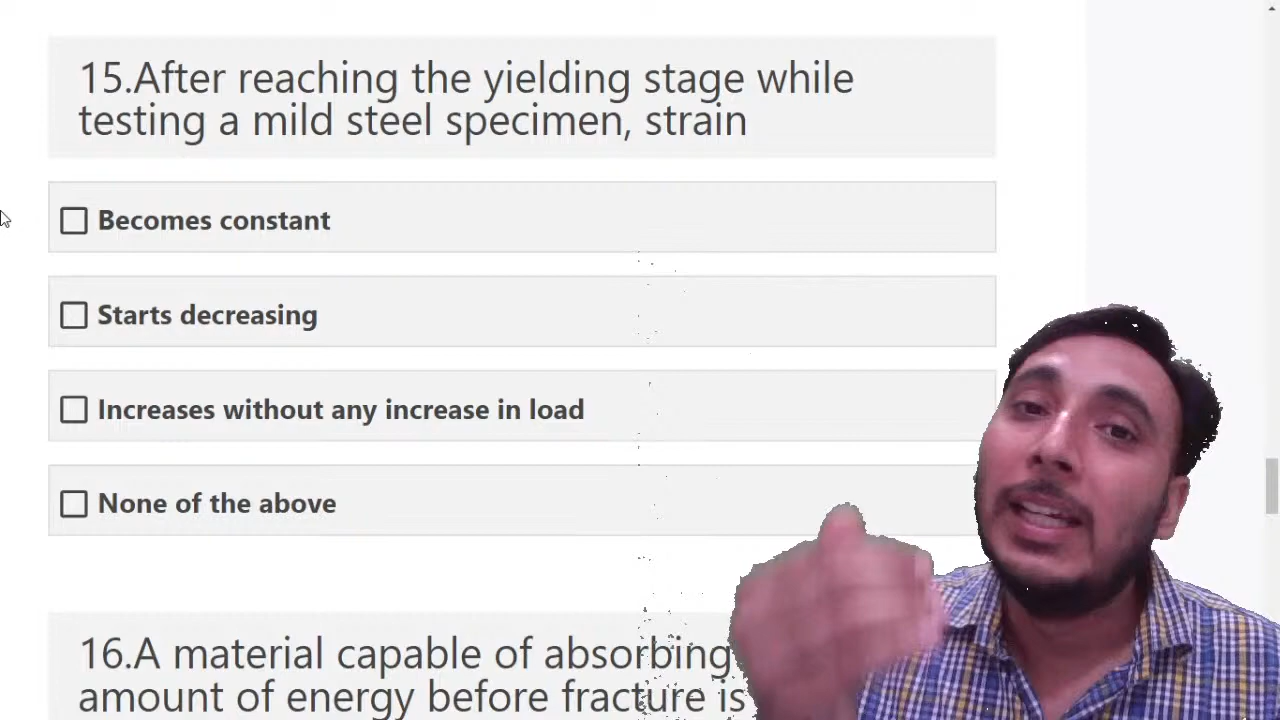 15.After reaching the yielding stage while
testing a mild steel specimen, strain
Becomes constant
Starts decreasing
Increases without any increase in load
None of the above
16.A material capable of absorbing
amount of energy before fracture is